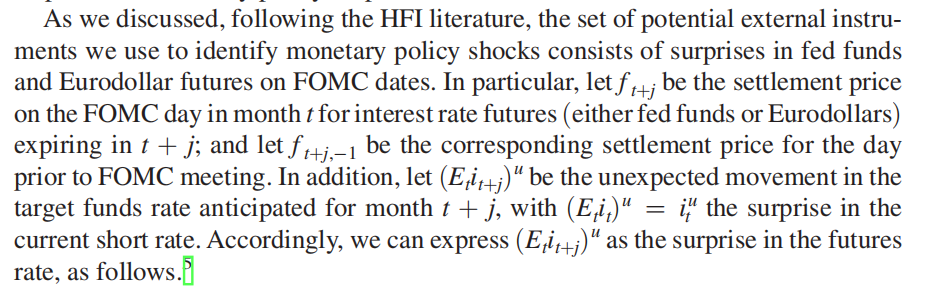 As we discussed, following the HFI literature, the set of potential external instru-
ments we use to identify monetary policy shocks consists of surprises in fed funds
and Eurodollar futures on FOMC dates. In particular, let f_{t+j} be the settlement price
on the FOMC day in month t for interest rate futures (either fed funds or Eurodollars)
expiring in t + j; and let f_{t+j,−1} be the corresponding settlement price for the day
prior to FOMC meeting. In addition, let (E_t i_{t+j})^u be the unexpected movement in the
target funds rate anticipated for month t + j, with (E_t i_t)^u = i_t^u the surprise in the
current short rate. Accordingly, we can express (E_t i_{t+j})^u as the surprise in the futures
rate, as follows.^5